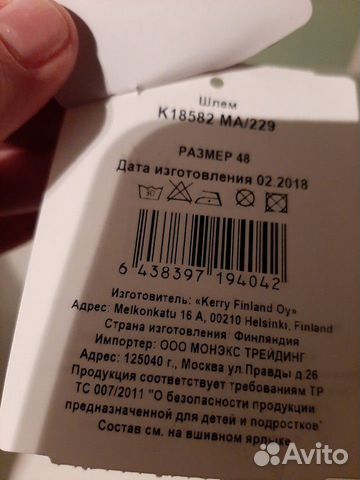 Шлем
K18582 MA/229
РАЗМЕР 48
Дата изготовления 02.2018
30
6 438397 194042
Изготовитель: «Kerry Finland Oy»
Адрес: Melkonkatu 16 A, 00210 Helsinki, Finland
Страна изготовления: Финляндия
Импортер: ООО МОНЭКС ТРЕЙДИНГ
Адрес: 125040 г., Москва ул.Правды д 26
Продукция соответствует требованиям ТР
ТС 007/2011 "О безопасности продукции
предназначенной для детей и подростков"
Состав см. на вшивном ярлыке
Avito